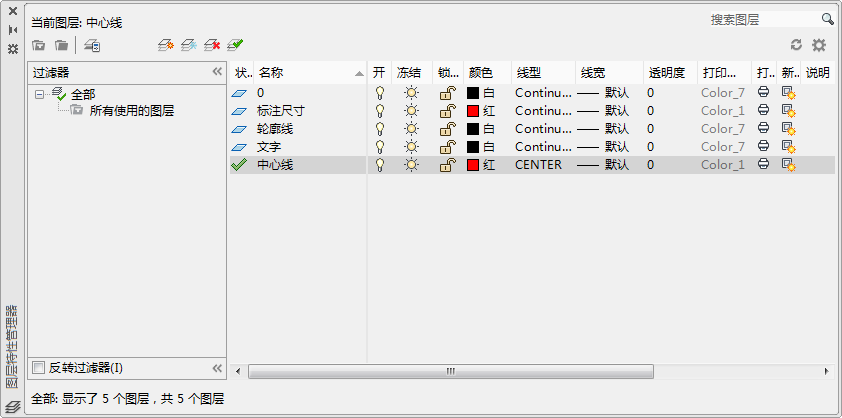 当前图层: 中心线
搜索图层
过滤器
全部
所有使用的图层
反转过滤器(I)
状.. 名称 开 冻结 锁... 颜色 线型 线宽 透明度 打印... 打.. 新.. 说明
0 白 Continu... 默认 0 Color_7
标注尺寸 红 Continu... 默认 0 Color_1
轮廓线 白 Continu... 默认 0 Color_7
文字 白 Continu... 默认 0 Color_7
中心线 红 CENTER 默认 0 Color_1
图层特性管理器
全部: 显示了 5 个图层，共 5 个图层